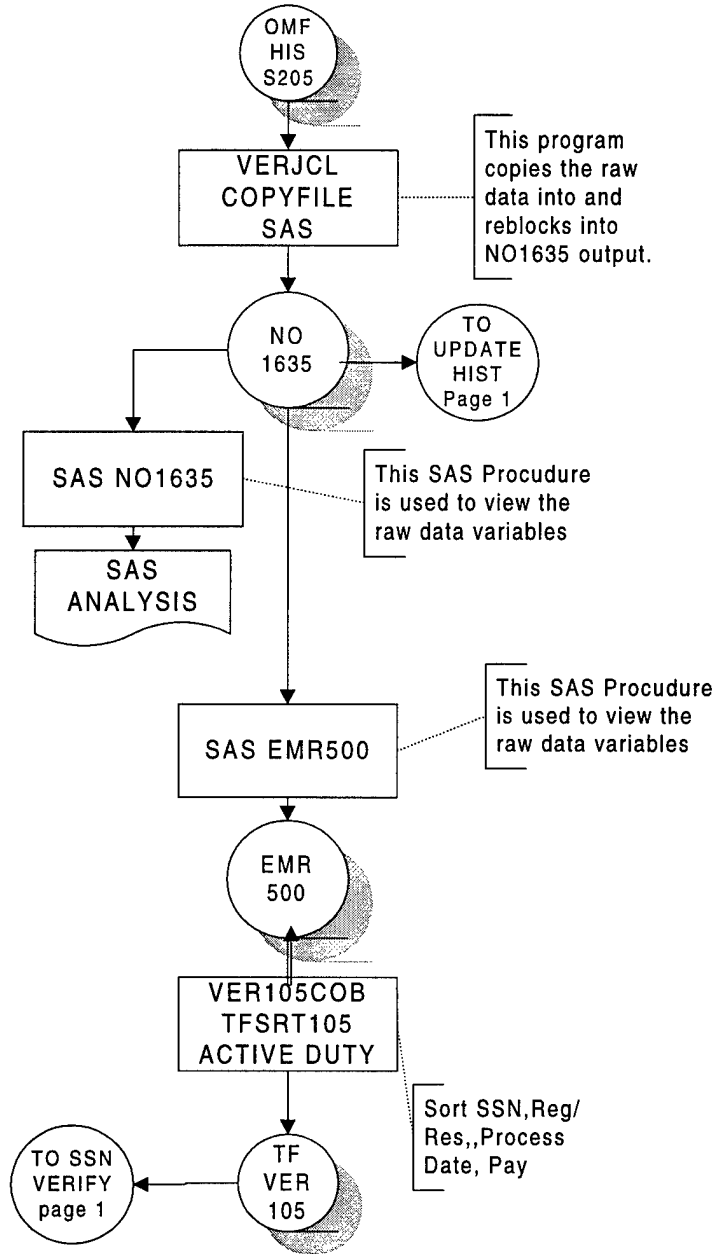 OMF
HIS
S205
VERJCL
COPYFILE
SAS
This program
copies the raw
data into and
reblocks into
NO1635 output.
NO
1635
TO
UPDATE
HIST
Page 1
SAS NO1635
This SAS Procudure
is used to view the
raw data variables
SAS
ANALYSIS
SAS EMR500
This SAS Procudure
is used to view the
raw data variables
EMR
500
VER105COB
TFSRT105
ACTIVE DUTY
Sort SSN,Reg/
Res,,Process
Date, Pay
TO SSN
VERIFY
page 1
TF
VER
105